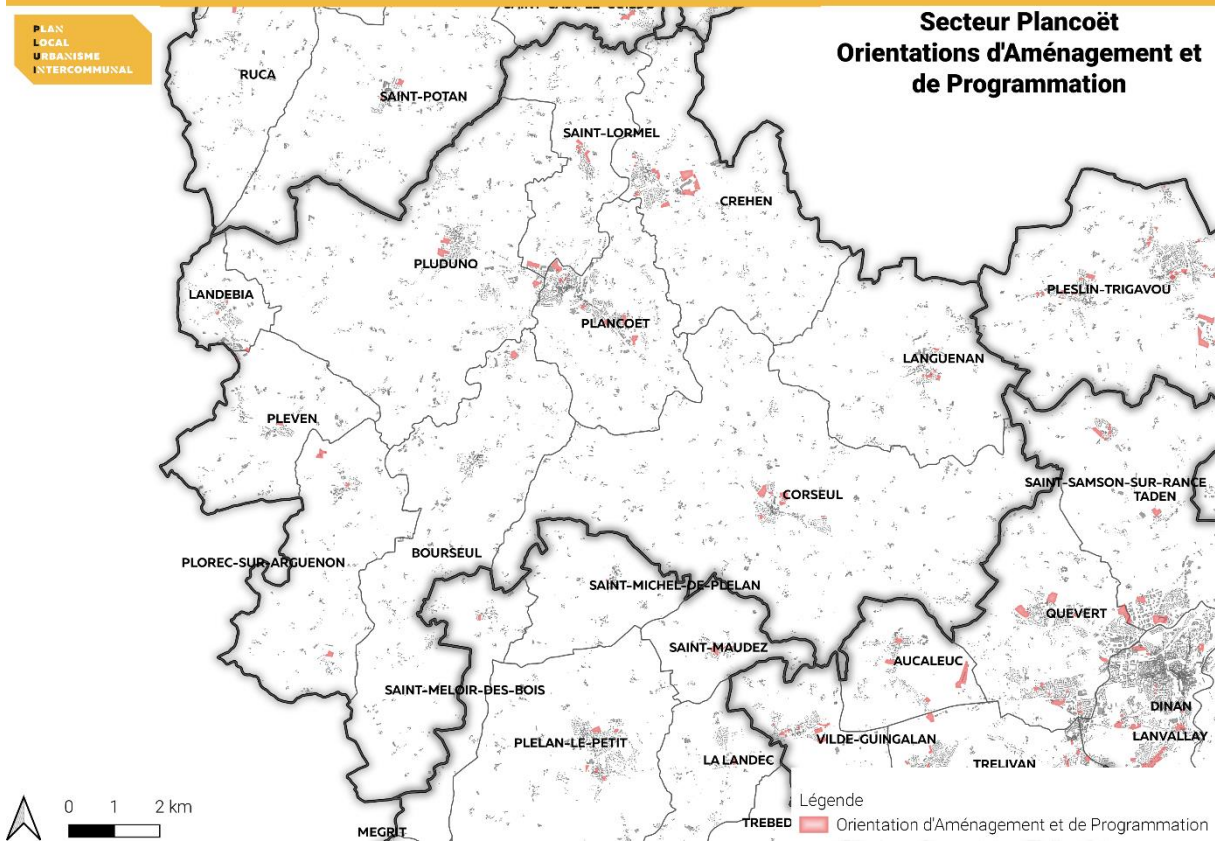 PLAN
LOCAL
URBANISME
INTERCOMMUNAL
Secteur Plancoët
Orientations d'Aménagement et
de Programmation
RUCA
SAINT-POTAN
SAINT-LORMEL
CREHEN
PLUDUNO
LANDEBIA
PLESLIN-TRIGAVOU
PLANCOET
LANGUENAN
PLEVEN
SAINT-SAMSON-SUR-RANCE
TADEN
CORSEUL
BOURSEUL
PLOREC-SUR-ARGUENON
SAINT-MICHEL-DE-PLELAN
QUEVERT
SAINT-MAUDEZ
AUCALEUC
SAINT-MELOIR-DES-BOIS
DINAN
PLELAN-LE-PETIT
VILDE-GUINGALAN
LANVALLAY
LA LANDEC
TRELIVAN
0 1 2 km
Légende
MEGRIT
TREBED
Orientation d'Aménagement et de Programmation